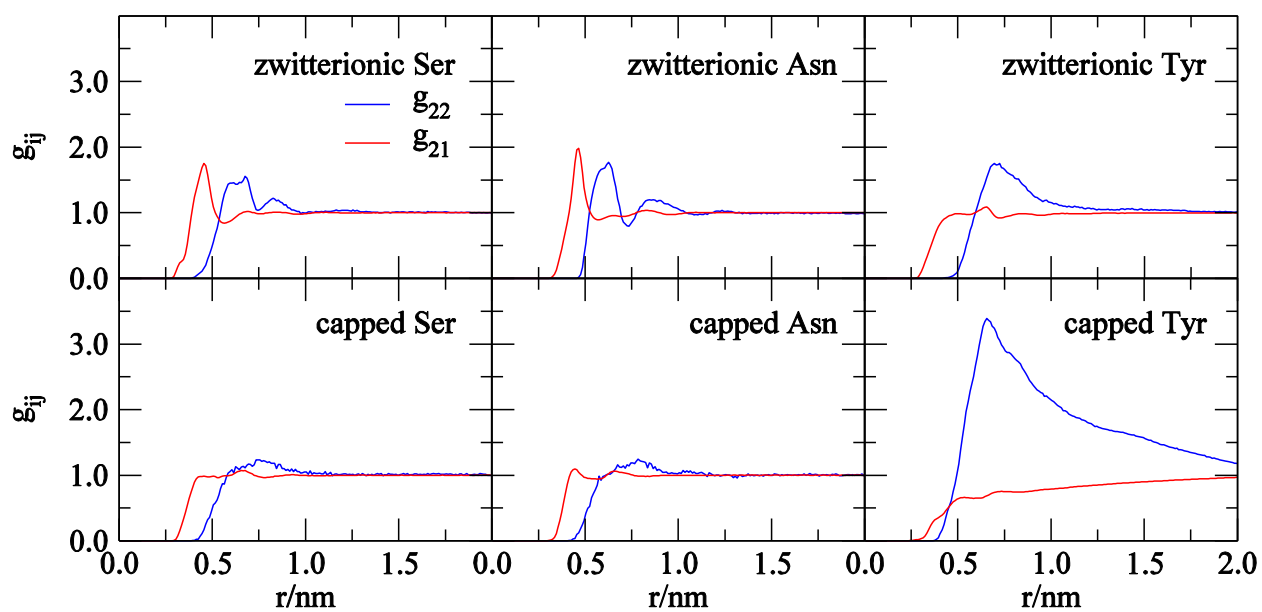 zwitterionic Ser
zwitterionic Asn
zwitterionic Tyr
g22
g21
3.0
2.0
1.0
0.0
gij
capped Ser
capped Asn
capped Tyr
3.0
2.0
1.0
0.0
gij
0.0 0.5 1.0 1.5 0.0 0.5 1.0 1.5 0.0 0.5 1.0 1.5 2.0
r/nm r/nm r/nm